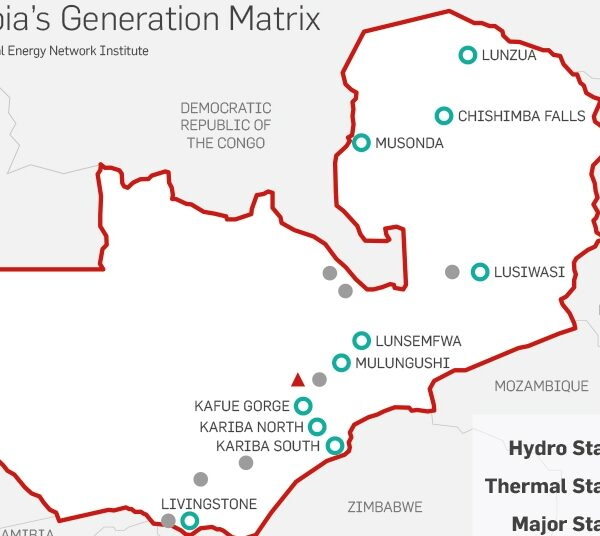 bia's Generation Matrix
al Energy Network Institute
LUNZUA
CHISHIMBA FALLS
DEMOCRATIC
REPUBLIC OF
THE CONGO
MUSONDA
LUSIWASI
LUNSEMFWA
MULUNGUSHI
MOZAMBIQUE
KAFUE GORGE
KARIBA NORTH
KARIBA SOUTH
Hydro Sta
Thermal Sta
LIVINGSTONE
ZIMBABWE
Major Sta
AMIBIA